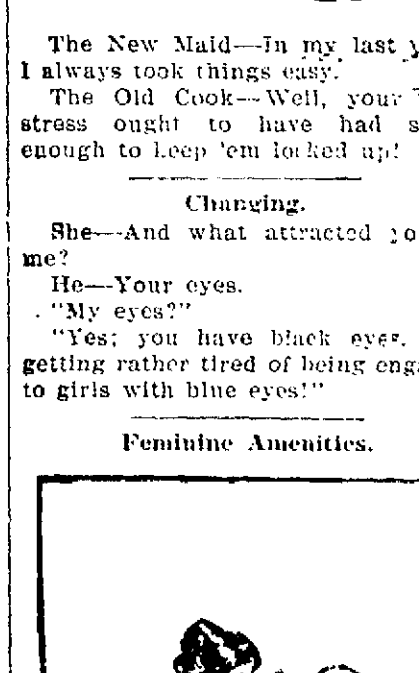 The New Maid—In my last
I always took things easy.
The Old Cook—Well, your
stress ought to have had
enough to keep 'em locked up!
Changing.
She—And what attracted yo
me?
He—Your eyes.
"My eyes?"
"Yes; you have black eyes.
getting rather tired of being eng
to girls with blue eyes!"
Feminine Amenities.